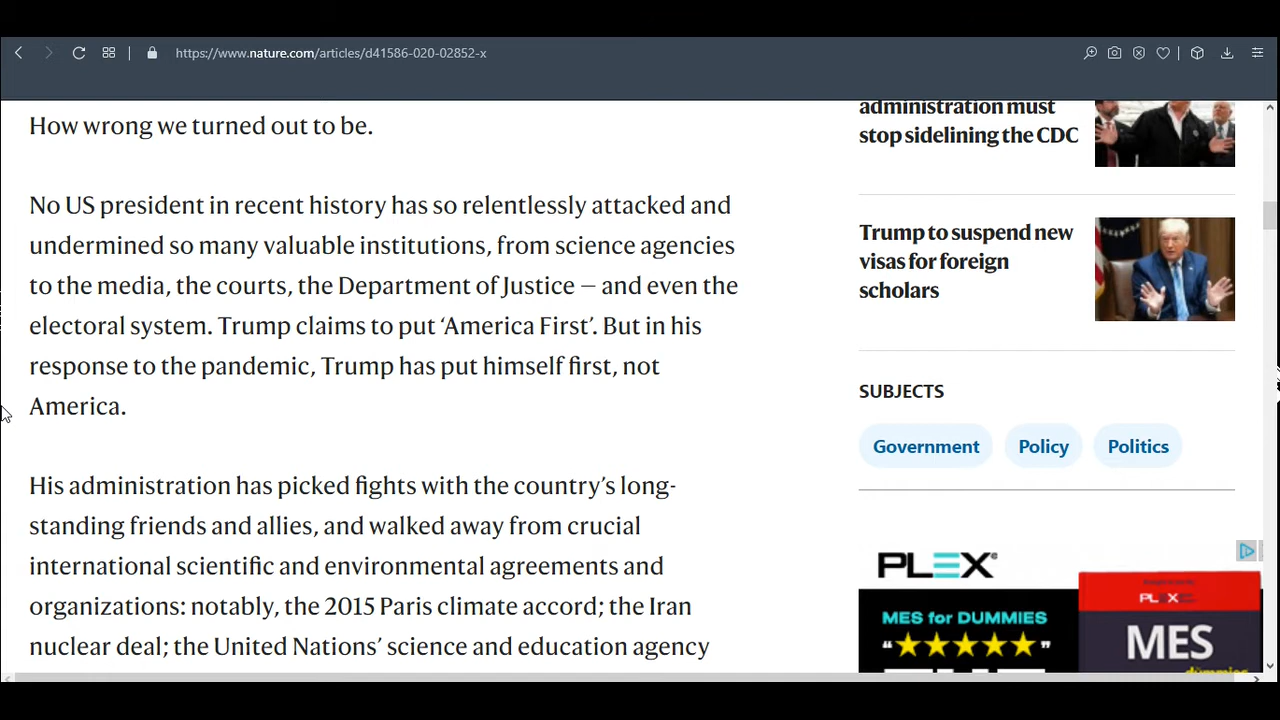 https://www.nature.com/articles/d41586-020-02852-x
How wrong we turned out to be.
No US president in recent history has so relentlessly attacked and
undermined so many valuable institutions, from science agencies
to the media, the courts, the Department of Justice — and even the
electoral system. Trump claims to put ‘America First’. But in his
response to the pandemic, Trump has put himself first, not
America.
His administration has picked fights with the country’s long-
standing friends and allies, and walked away from crucial
international scientific and environmental agreements and
organizations: notably, the 2015 Paris climate accord; the Iran
nuclear deal; the United Nations’ science and education agency
administration must
stop sidelining the CDC
Trump to suspend new
visas for foreign
scholars
SUBJECTS
Government
Policy
Politics
PLEX
MES for DUMMIES
PLEX
MES
dummies